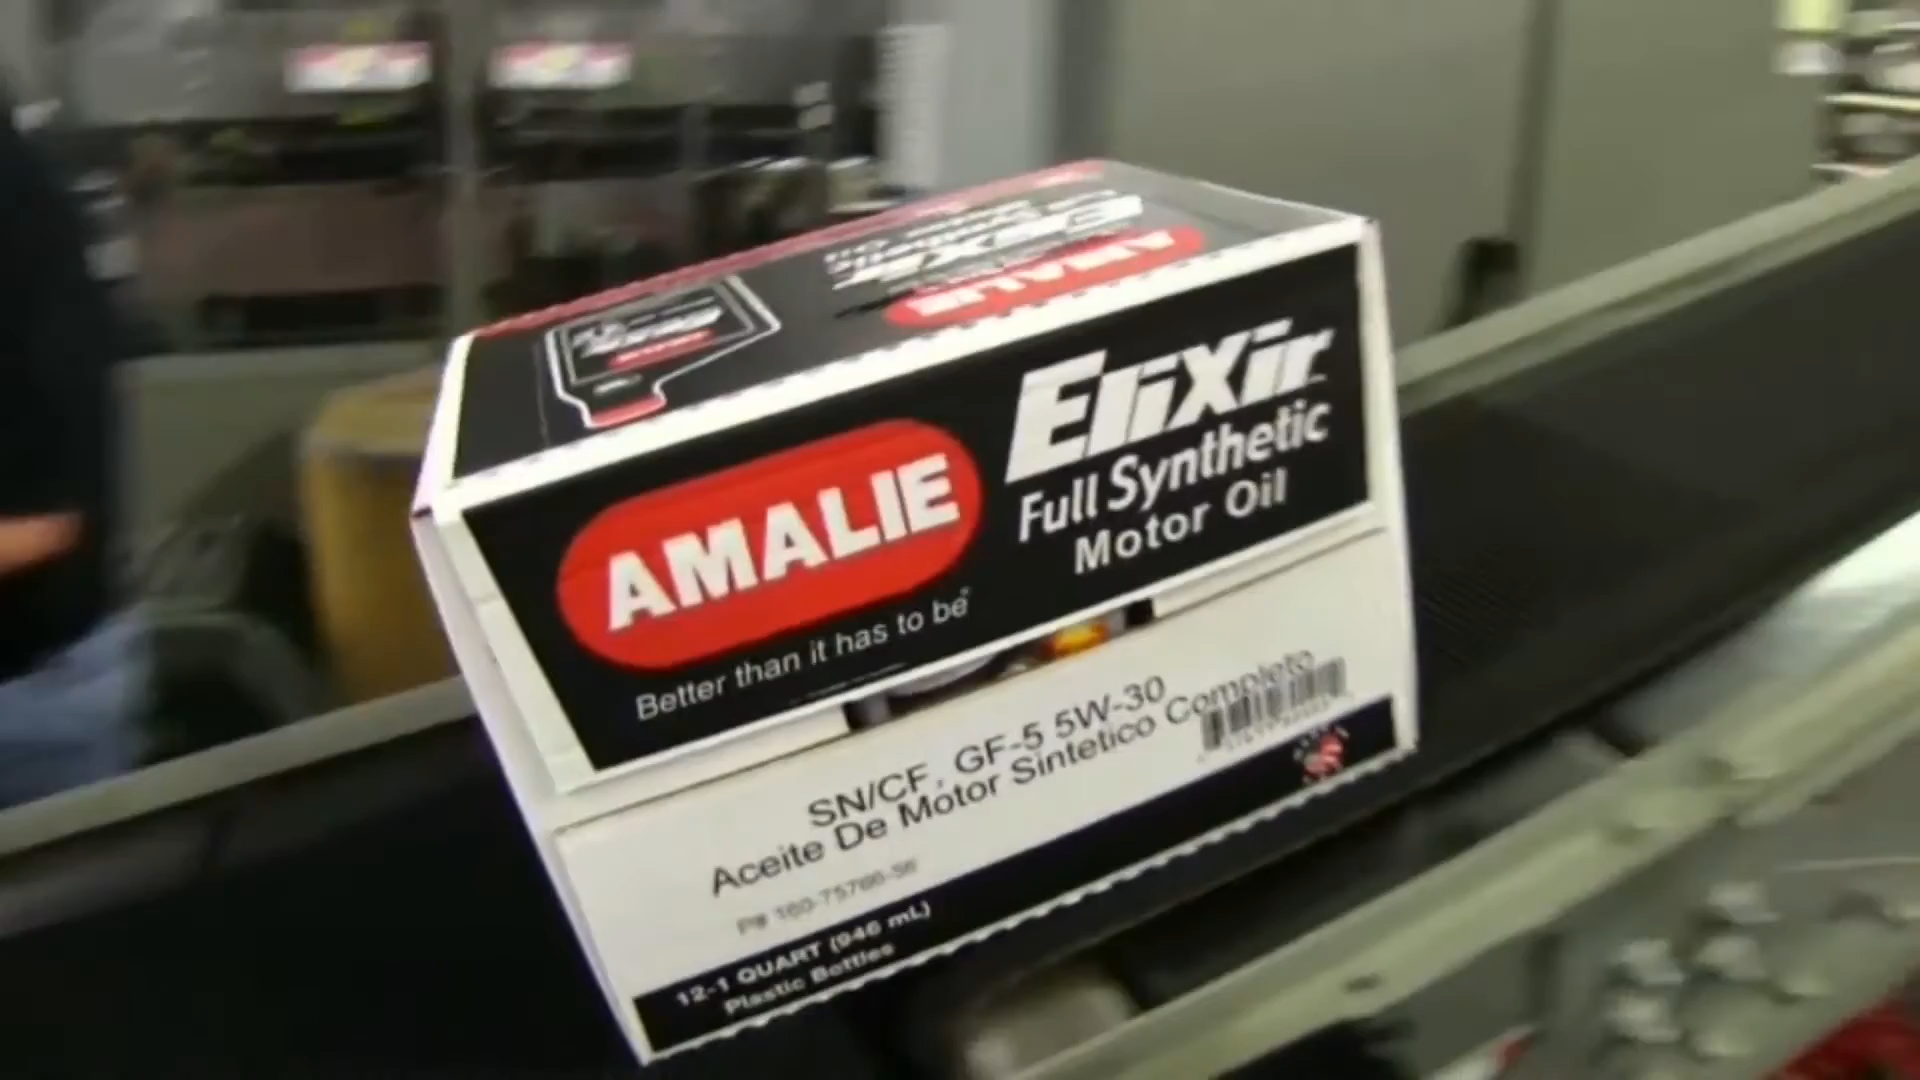 AMALIE
Elixir
Full Synthetic
Motor Oil
AMALIE
Better than it has to be
SN/CF, GF-5 5W-30
Aceite De Motor Sintetico Completo
12-1 QUART (946 mL)
Plastic Bottles